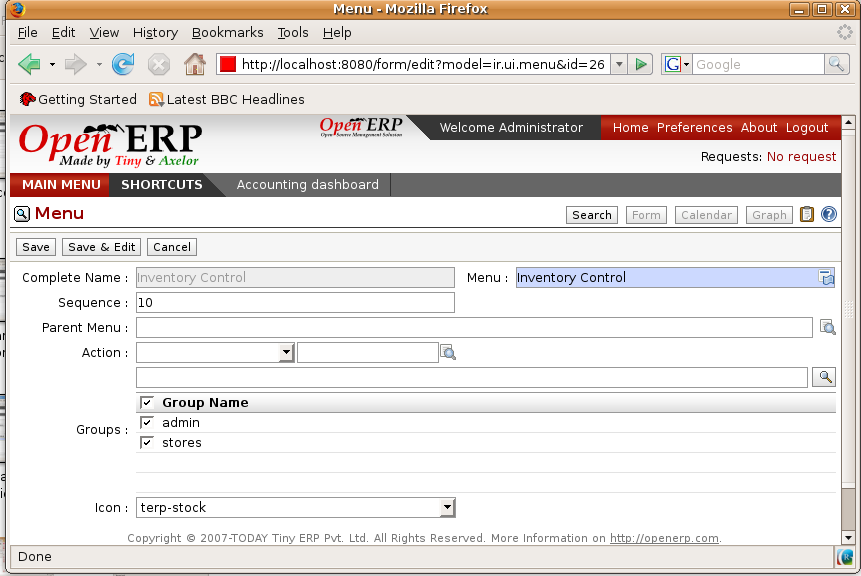 Menu - Mozilla Firefox
File Edit View History Bookmarks Tools Help
http://localhost:8080/form/edit?model=ir.ui.menu&id=26 G Google
Getting Started Latest BBC Headlines
Open ERP
Made by Tiny & Axelor
Open ERP
Open Source Management Solution
Welcome Administrator Home Preferences About Logout
Requests: No request
MAIN MENU SHORTCUTS Accounting dashboard
Menu Search Form Calendar Graph
Save Save & Edit Cancel
Complete Name : Inventory Control Menu : Inventory Control
Sequence : 10
Parent Menu :
Action :
Group Name
Groups : admin
stores
Icon : terp-stock
Copyright © 2007-TODAY Tiny ERP Pvt. Ltd. All Rights Reserved. More Information on http://openerp.com.
Done